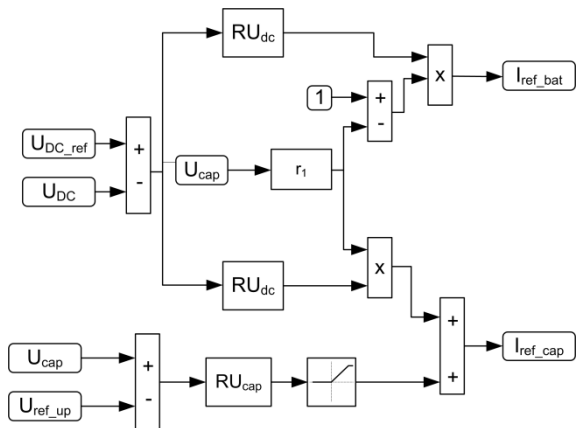 RU_dc
x
I_ref_bat
1
+
-
U_DC_ref
+
U_DC
-
U_cap
r_1
RU_dc
x
+
+
I_ref_cap
U_cap
+
RU_cap
U_ref_up
-